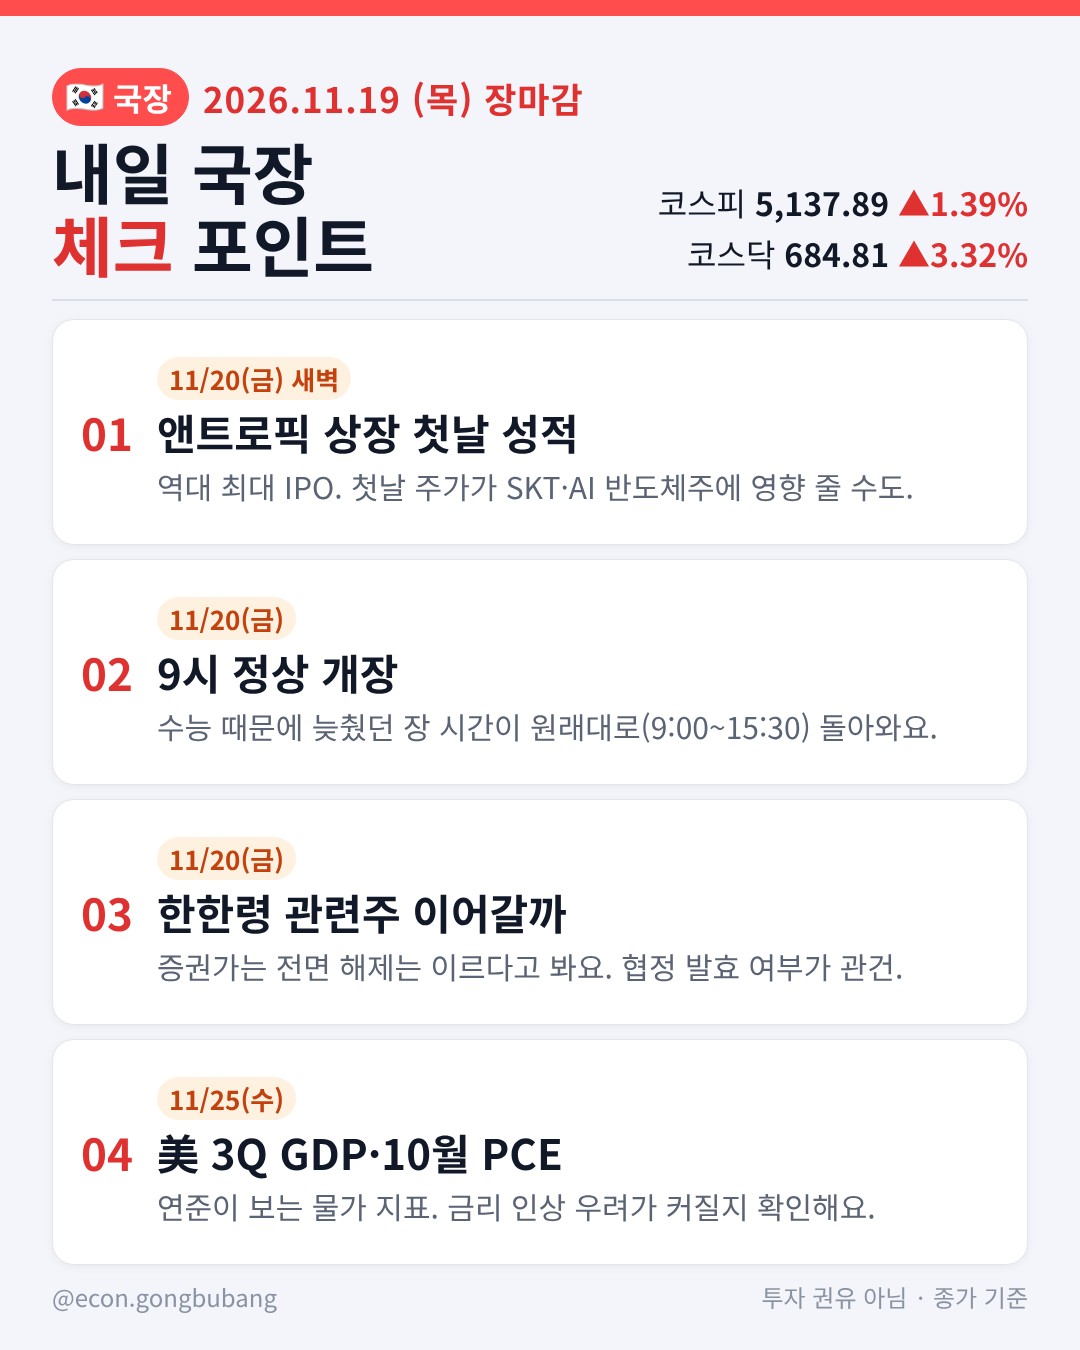 국장 2026.11.19 (목) 장마감
내일 국장
체크 포인트
코스피 5,137.89 ▲1.39%
코스닥 684.81 ▲3.32%
11/20(금) 새벽
01 앤트로픽 상장 첫날 성적
역대 최대 IPO. 첫날 주가가 SKT·AI 반도체주에 영향 줄 수도.
11/20(금)
02 9시 정상 개장
수능 때문에 늦췄던 장 시간이 원래대로(9:00~15:30) 돌아와요.
11/20(금)
03 한한령 관련주 이어갈까
증권가는 전면 해제는 이르다고 봐요. 협정 발효 여부가 관건.
11/25(수)
04 美 3Q GDP·10월 PCE
연준이 보는 물가 지표. 금리 인상 우려가 커질지 확인해요.
@econ.gongbubang
투자 권유 아님 · 종가 기준